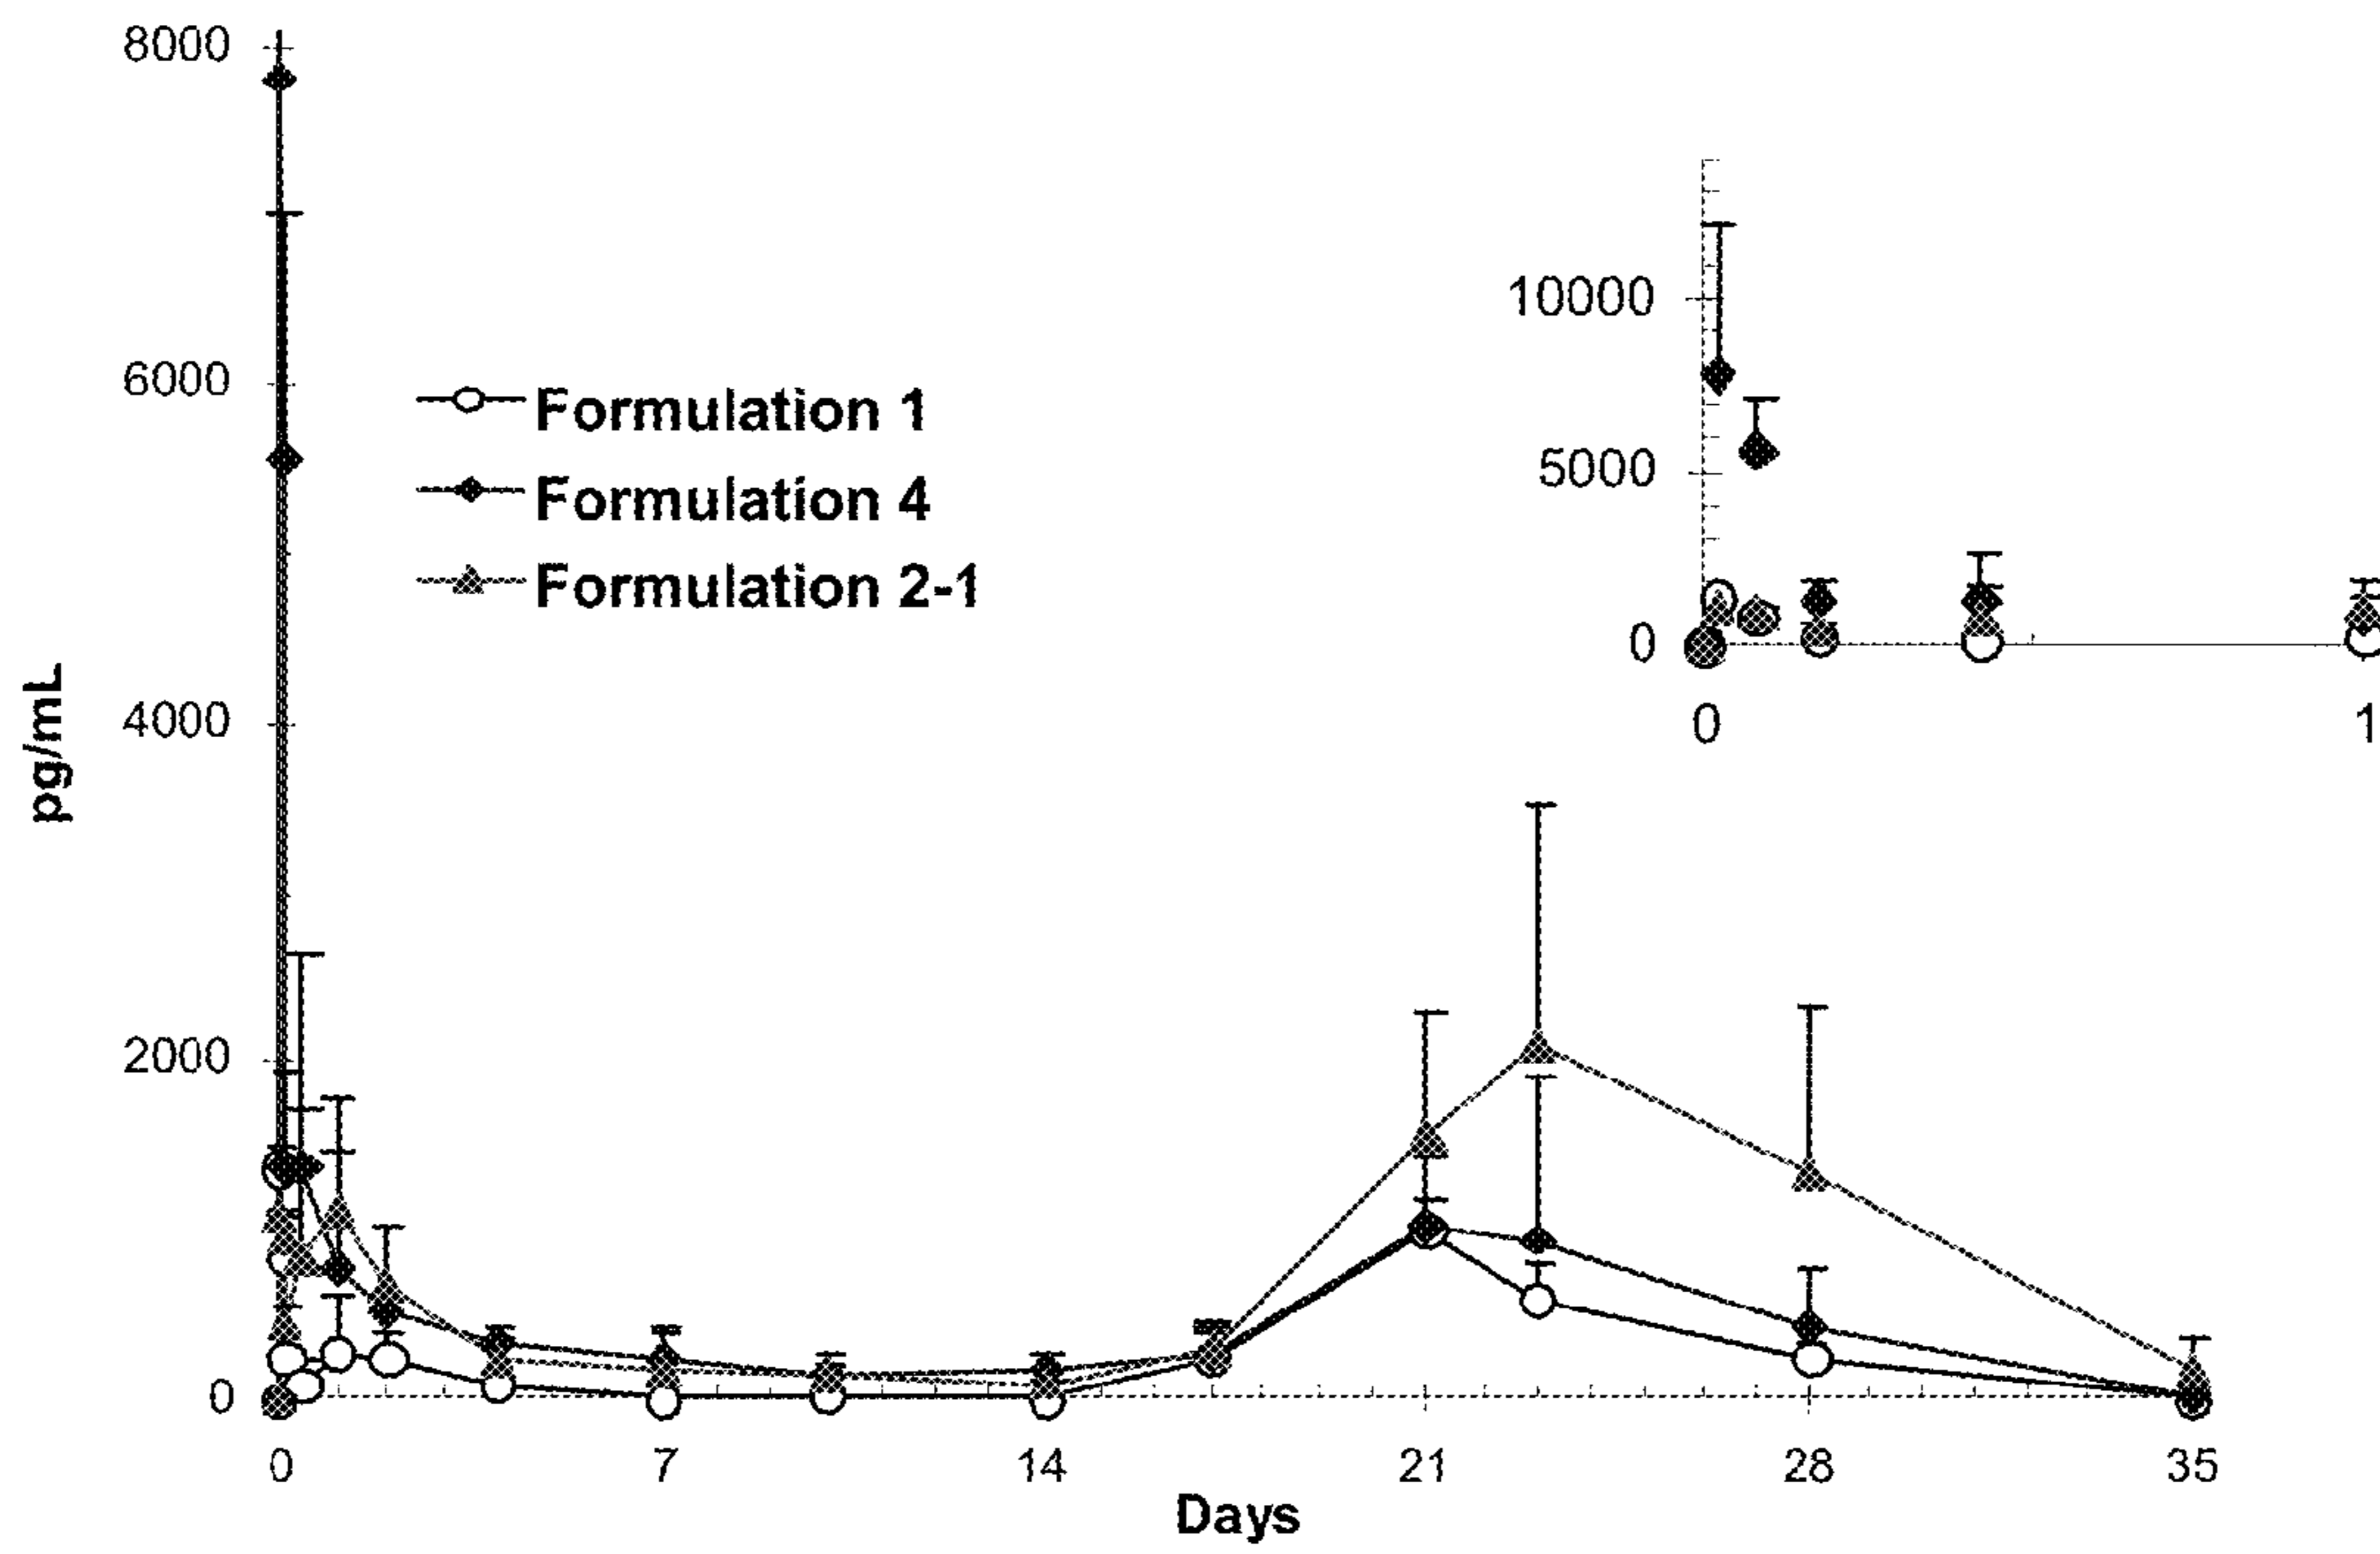 8000
6000
4000
2000
0
pg/mL
Formulation 1
Formulation 4
Formulation 2-1
10000
5000
0
0 1
0 7 14 21 28 35
Days